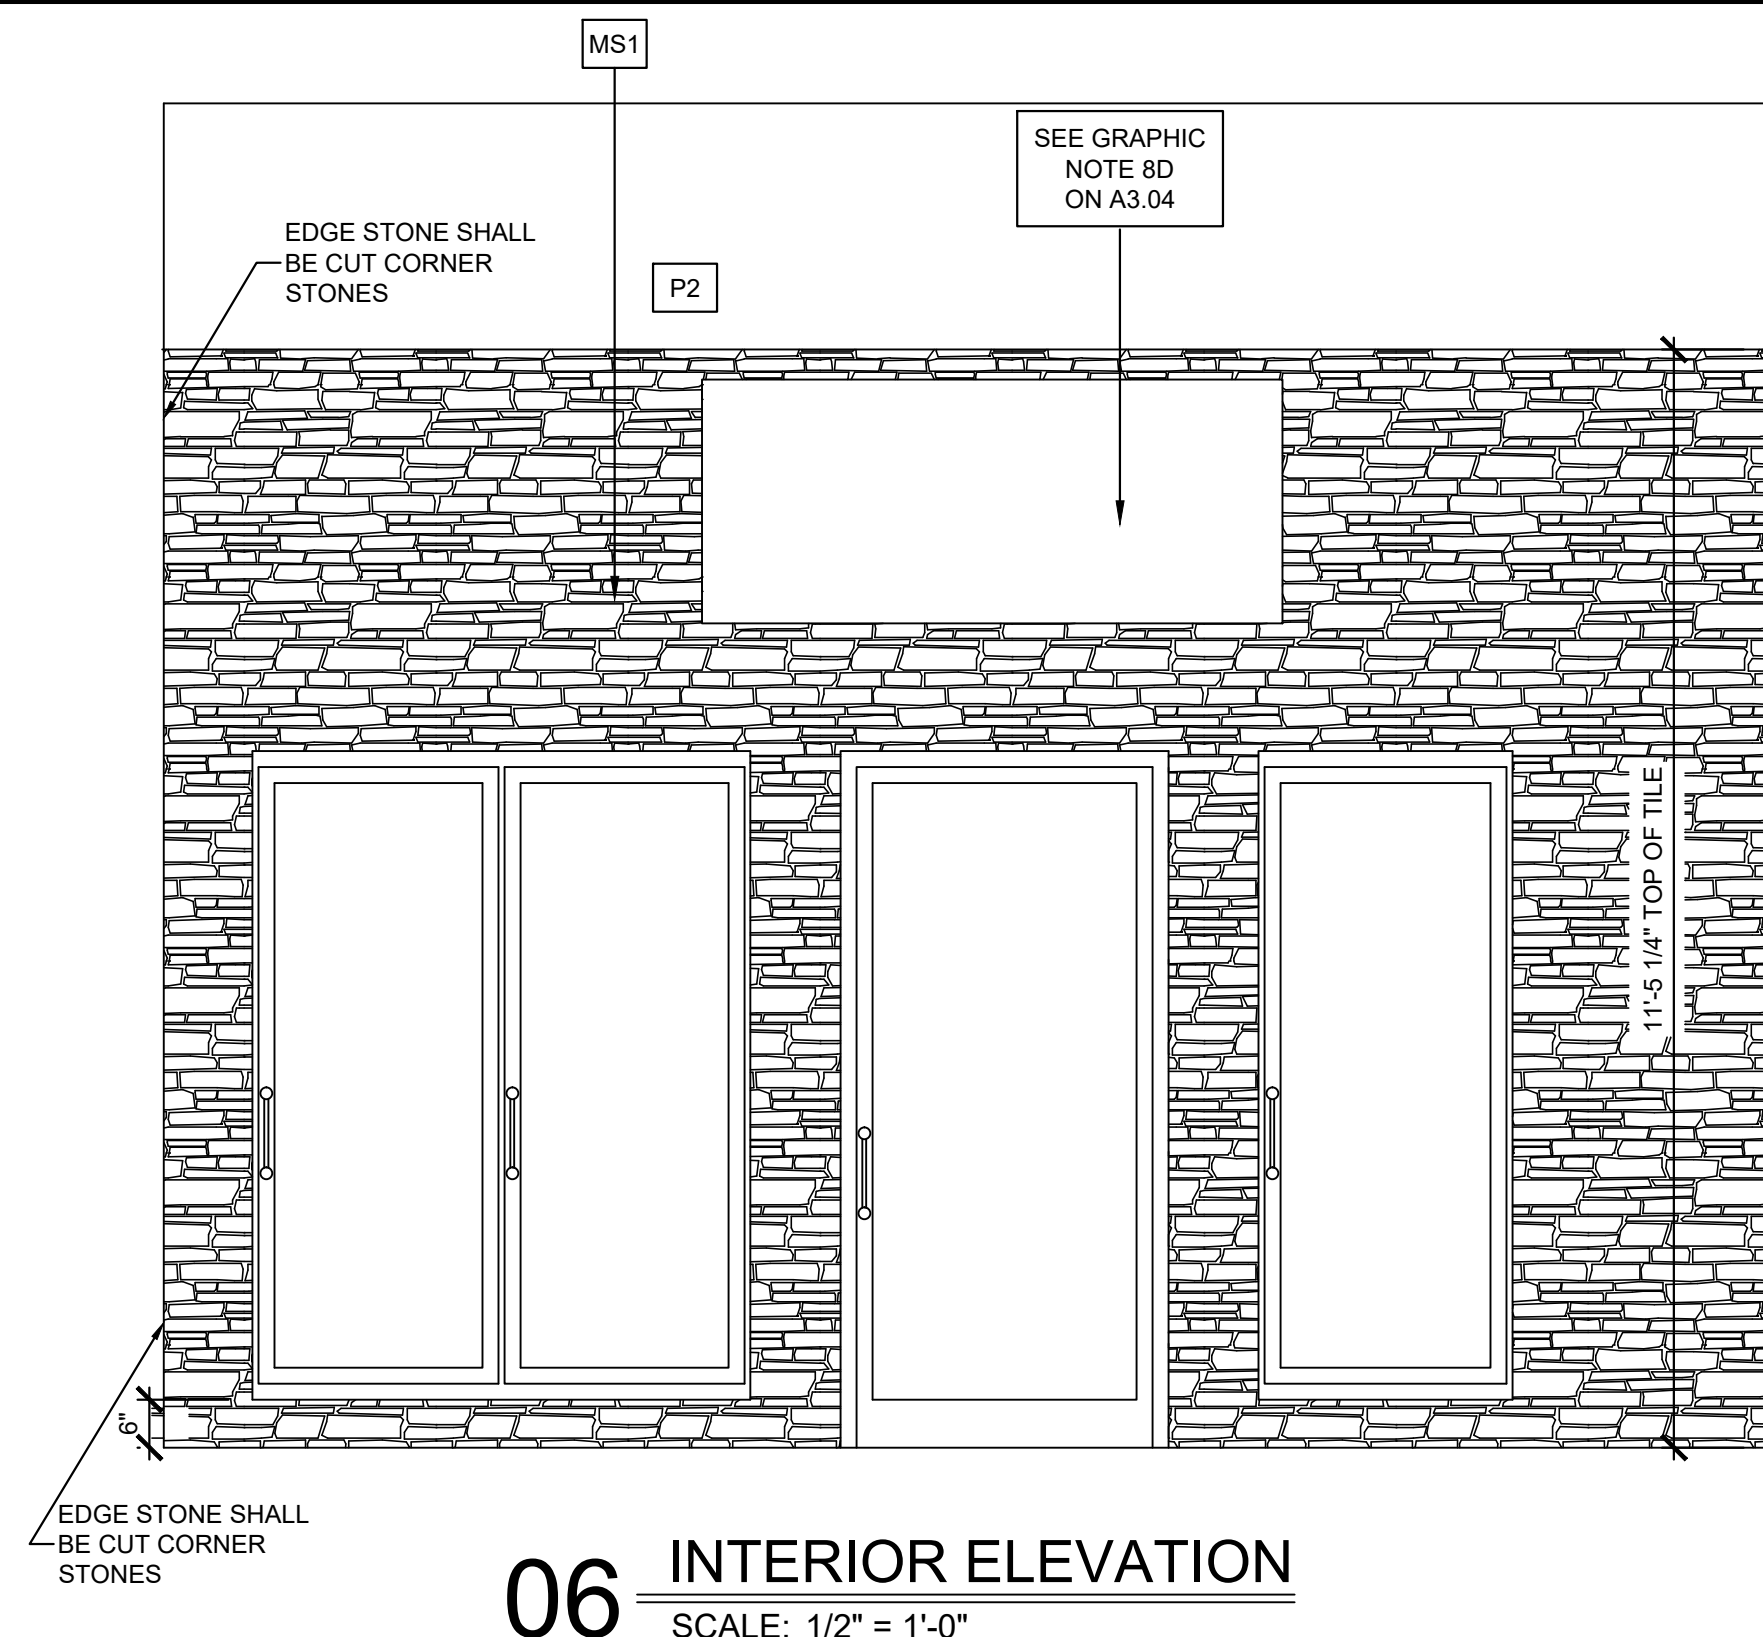 MS1
SEE GRAPHIC
NOTE 8D
ON A3.04
EDGE STONE SHALL
BE CUT CORNER
STONES
P2
11'-5 1/4" TOP OF TILE
6"
EDGE STONE SHALL
BE CUT CORNER
STONES
06
INTERIOR ELEVATION
SCALE: 1/2" = 1'-0"